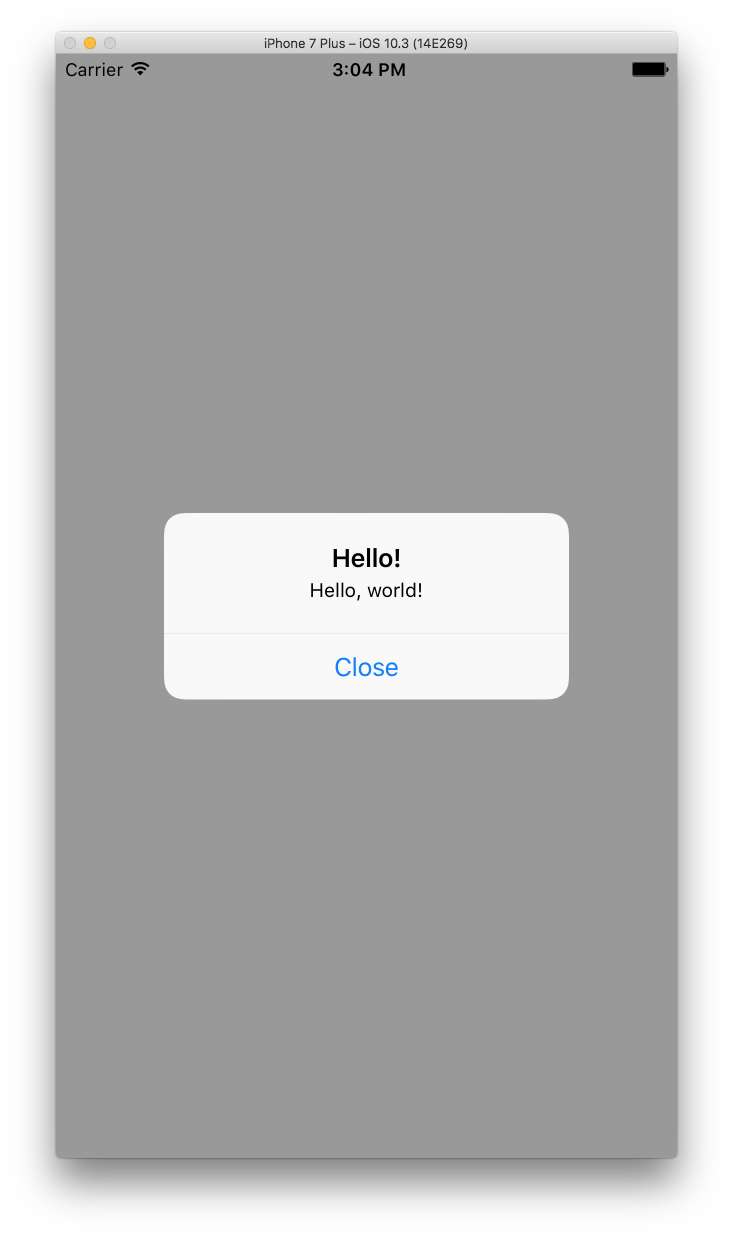 iPhone 7 Plus – iOS 10.3 (14E269)
Carrier 3:04 PM
Hello!
Hello, world!
Close